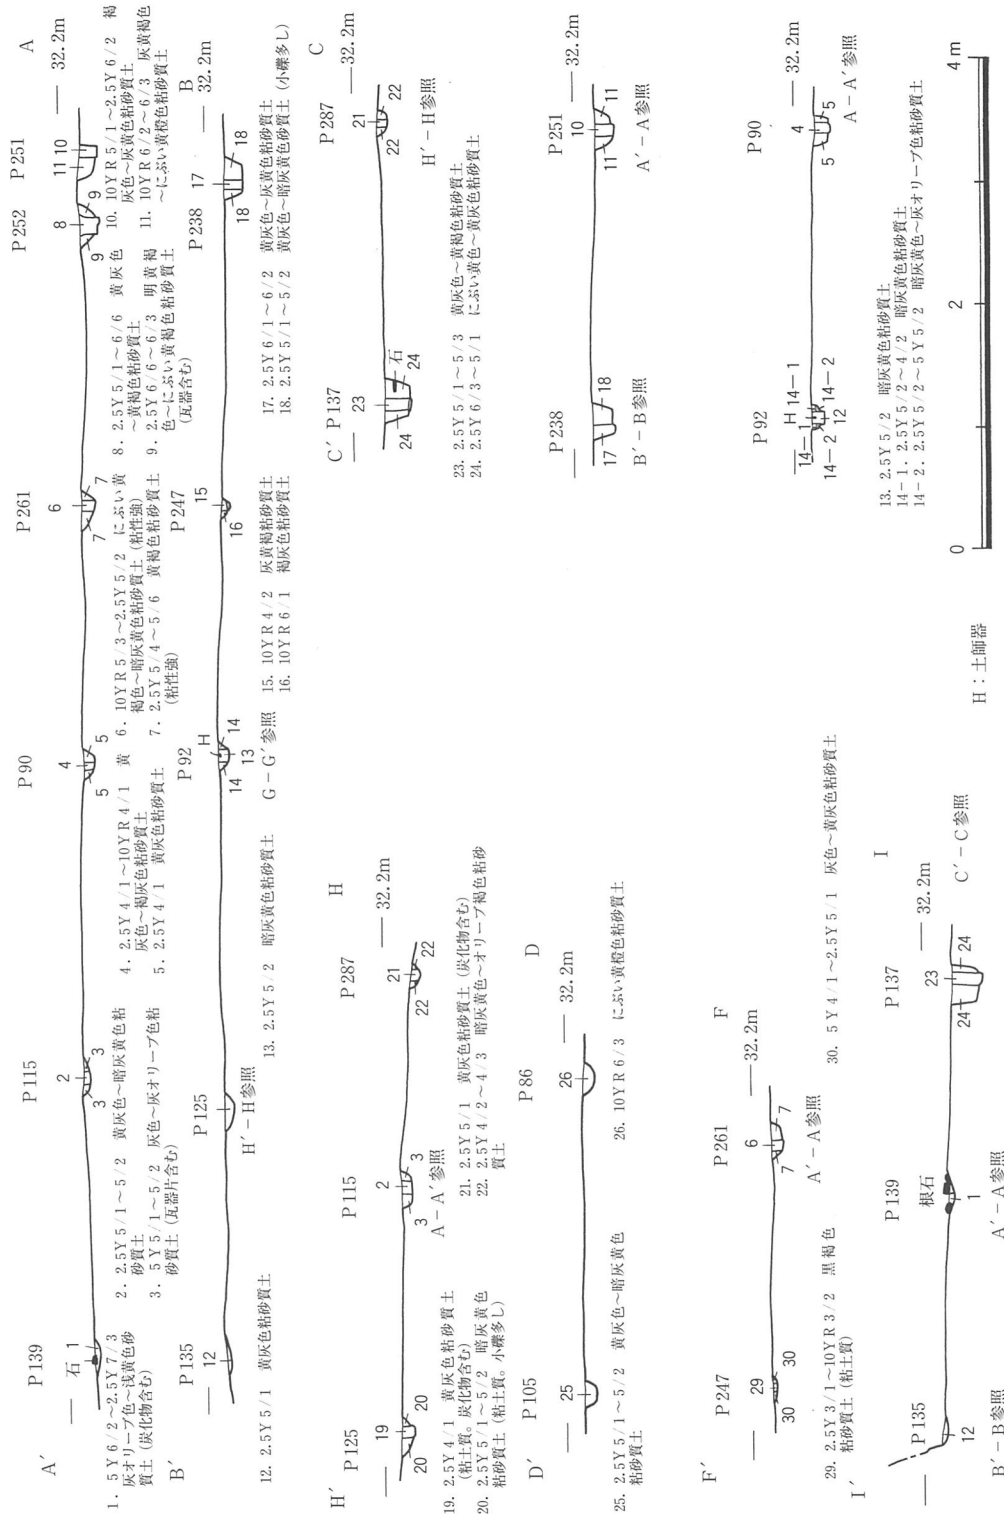 A′ P139 P115 P90 P261 P252 P251 A
32.2m
石 1
3 2 3
5 4 5
7 6 7
9 8 9
11 10
1. 5Y6/2～2.5Y7/3
灰オリーブ色～浅黄色砂
質土（炭化物含む）
2. 2.5Y5/1～5/2 黄灰色～暗灰黄色粘
砂質土
3. 5Y5/1～5/2 灰色～灰オリーブ色粘
砂質土（瓦器片含む）
4. 2.5Y4/1～10YR4/1 黄
灰色～褐灰色粘砂質土
5. 2.5Y4/1 黄灰色粘砂質土
6. 10YR5/3～2.5Y5/2 にぶい黄
褐色～暗灰黄色粘砂質土（粘性強）
7. 2.5Y5/4～5/6 黄褐色粘砂質土
（粘性強）
8. 2.5Y5/1～6/6 黄灰色
～黄褐色粘砂質土
9. 2.5Y6/6～6/3 明黄褐
色～にぶい黄褐色粘砂質土
（瓦器含む）
10. 10YR5/1～2.5Y6/2 褐
灰色～灰黄色粘砂質土
11. 10YR6/2～6/3 灰黄褐色
～にぶい黄橙色粘砂質土
B′ P135 P125 P92 P247 P238 B
32.2m
12
H′−H参照
14 13 14 H
G−G′参照
16 15
18 17 18
12. 2.5Y5/1 黄灰色粘砂質土
13. 2.5Y5/2 暗灰黄色粘砂質土
15. 10YR4/2 灰黄褐粘砂質土
16. 10YR6/1 褐灰色粘砂質土
17. 2.5Y6/1～6/2 黄灰色～灰黄色粘砂質土
18. 2.5Y5/1～5/2 黄灰色～暗灰黄色砂質土（小礫多し）
H′ P125 P115 P287 H
32.2m
20 19 20
3 2 3
A−A′参照
22 21 22
19. 2.5Y4/1 黄灰色粘砂質土
（粘土質。炭化物含む）
20. 2.5Y5/1～5/2 暗灰黄色
粘砂質土（粘土質。小礫多し）
21. 2.5Y5/1 黄灰色粘砂質土（炭化物含む）
22. 2.5Y4/2～4/3 暗灰黄色～オリーブ褐色粘砂
質土
C′ P137 P287 C
32.2m
24 23 石 24
22 21 22
H′−H参照
23. 2.5Y5/1～5/3 黄灰色～黄褐色粘砂質土
24. 2.5Y6/3～5/1 にぶい黄色～黄灰色粘砂質土
D′ P105 P86 D
32.2m
25 26
25. 2.5Y5/1～5/2 黄灰色～暗灰黄色
粘砂質土
26. 10YR6/3 にぶい黄橙色粘砂質土
P238 P251
32.2m
17 18
B′−B参照
11 10 11
A′−A参照
F′ P247 P261 F
32.2m
30 29 30
7 6 7
A′−A参照
29. 2.5Y3/1～10YR3/2 黒褐色
粘砂質土（粘土質）
30. 5Y4/1～2.5Y5/1 灰色～黄灰色粘砂質土
P92 P90
32.2m
14−1 H 14−1
14−2 12 14−2
5 4 5
A−A′参照
13. 2.5Y5/2 暗灰黄色粘砂質土
14−1. 2.5Y5/2～4/2 暗灰黄色粘砂質土
14−2. 2.5Y5/2～5Y5/2 暗灰黄色～灰オリーブ色粘砂質土
I′ P135 P139 P137 I
32.2m
12
B′−B参照
根石
1
A′−A参照
24 23 24
C′−C参照
H：土師器
0 2 4m